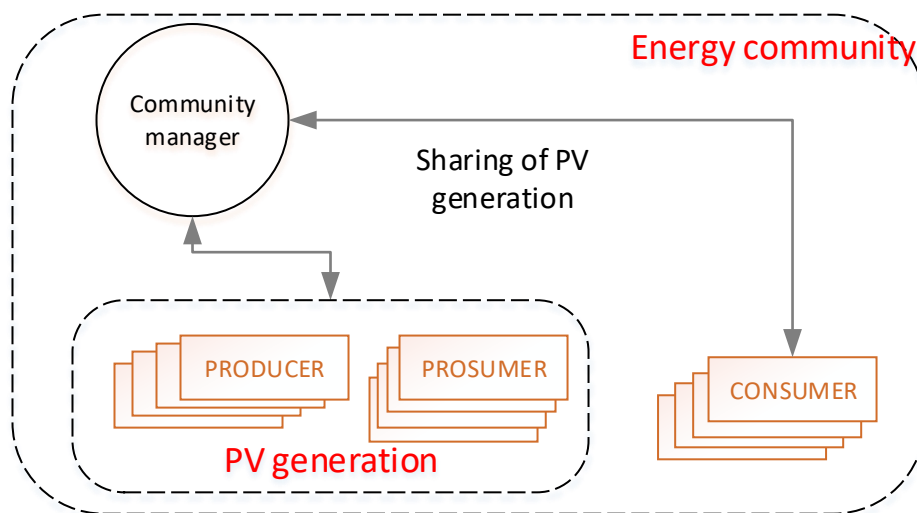 Energy community
Community
manager
Sharing of PV
generation
PRODUCER
PROSUMER
CONSUMER
PV generation